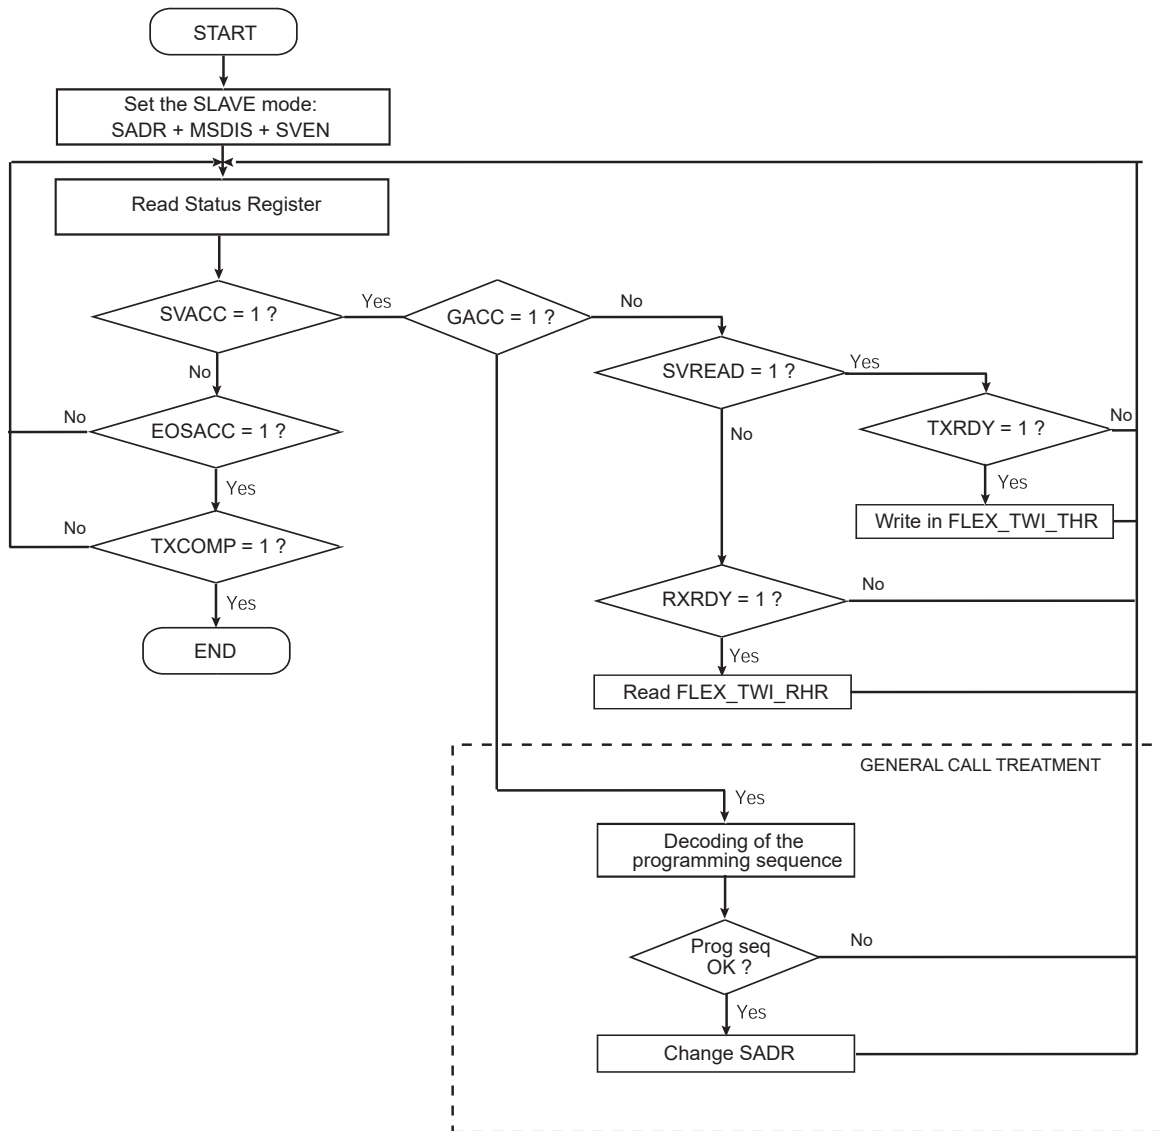 START
Set the SLAVE mode:
SADR + MSDIS + SVEN
Read Status Register
SVACC = 1 ?
Yes
GACC = 1 ?
No
SVREAD = 1 ?
Yes
TXRDY = 1 ?
No
Yes
Write in FLEX_TWI_THR
No
EOSACC = 1 ?
No
Yes
TXCOMP = 1 ?
No
Yes
END
No
RXRDY = 1 ?
No
Yes
Read FLEX_TWI_RHR
GENERAL CALL TREATMENT
Yes
Decoding of the
programming sequence
Prog seq
OK ?
No
Yes
Change SADR